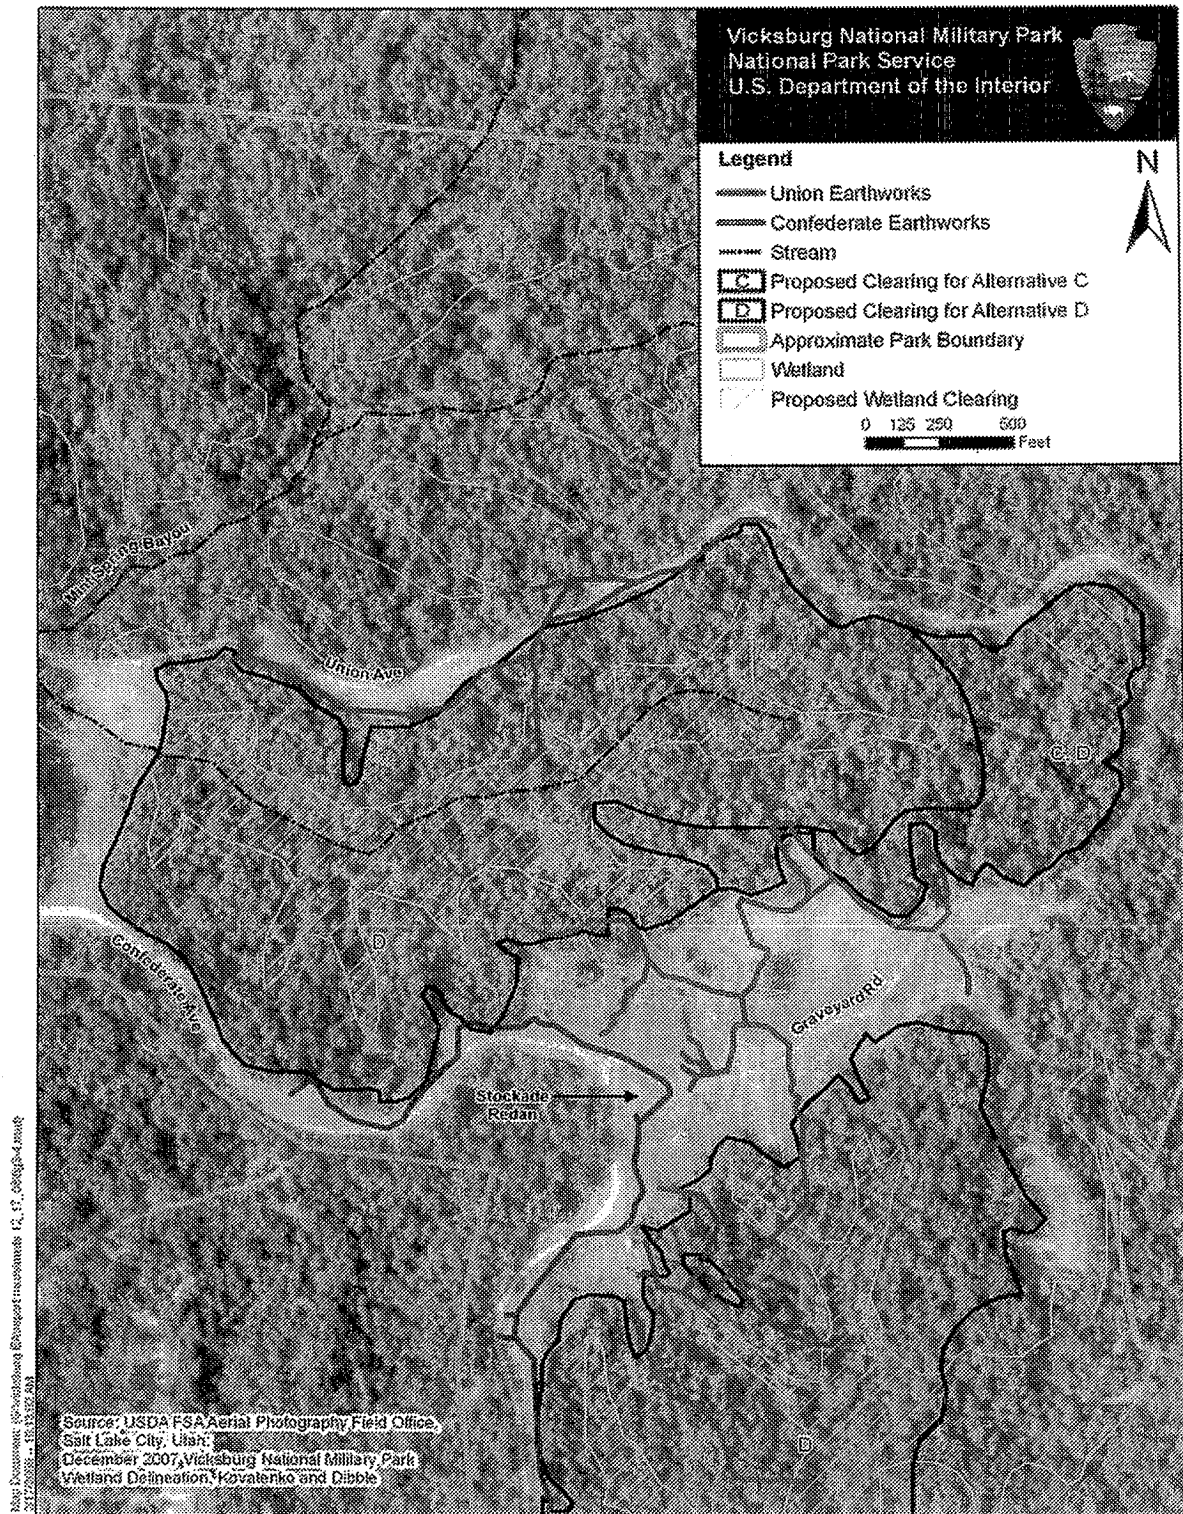 Vicksburg National Military Park
National Park Service
U.S. Department of the Interior
Legend
N
Union Earthworks
Confederate Earthworks
Stream
C Proposed Clearing for Alternative C
D Proposed Clearing for Alternative D
Approximate Park Boundary
Wetland
Proposed Wetland Clearing
0 125 250 500
Feet
Mint Spring Bayou
Union Ave
C, D
D
Confederate Ave
Graveyard Rd
Stockade
Redan
D
Source: USDA FSA Aerial Photography Field Office,
Salt Lake City, Utah.
December 2007, Vicksburg National Military Park
Wetland Delineation, Kovalenko and Dibble